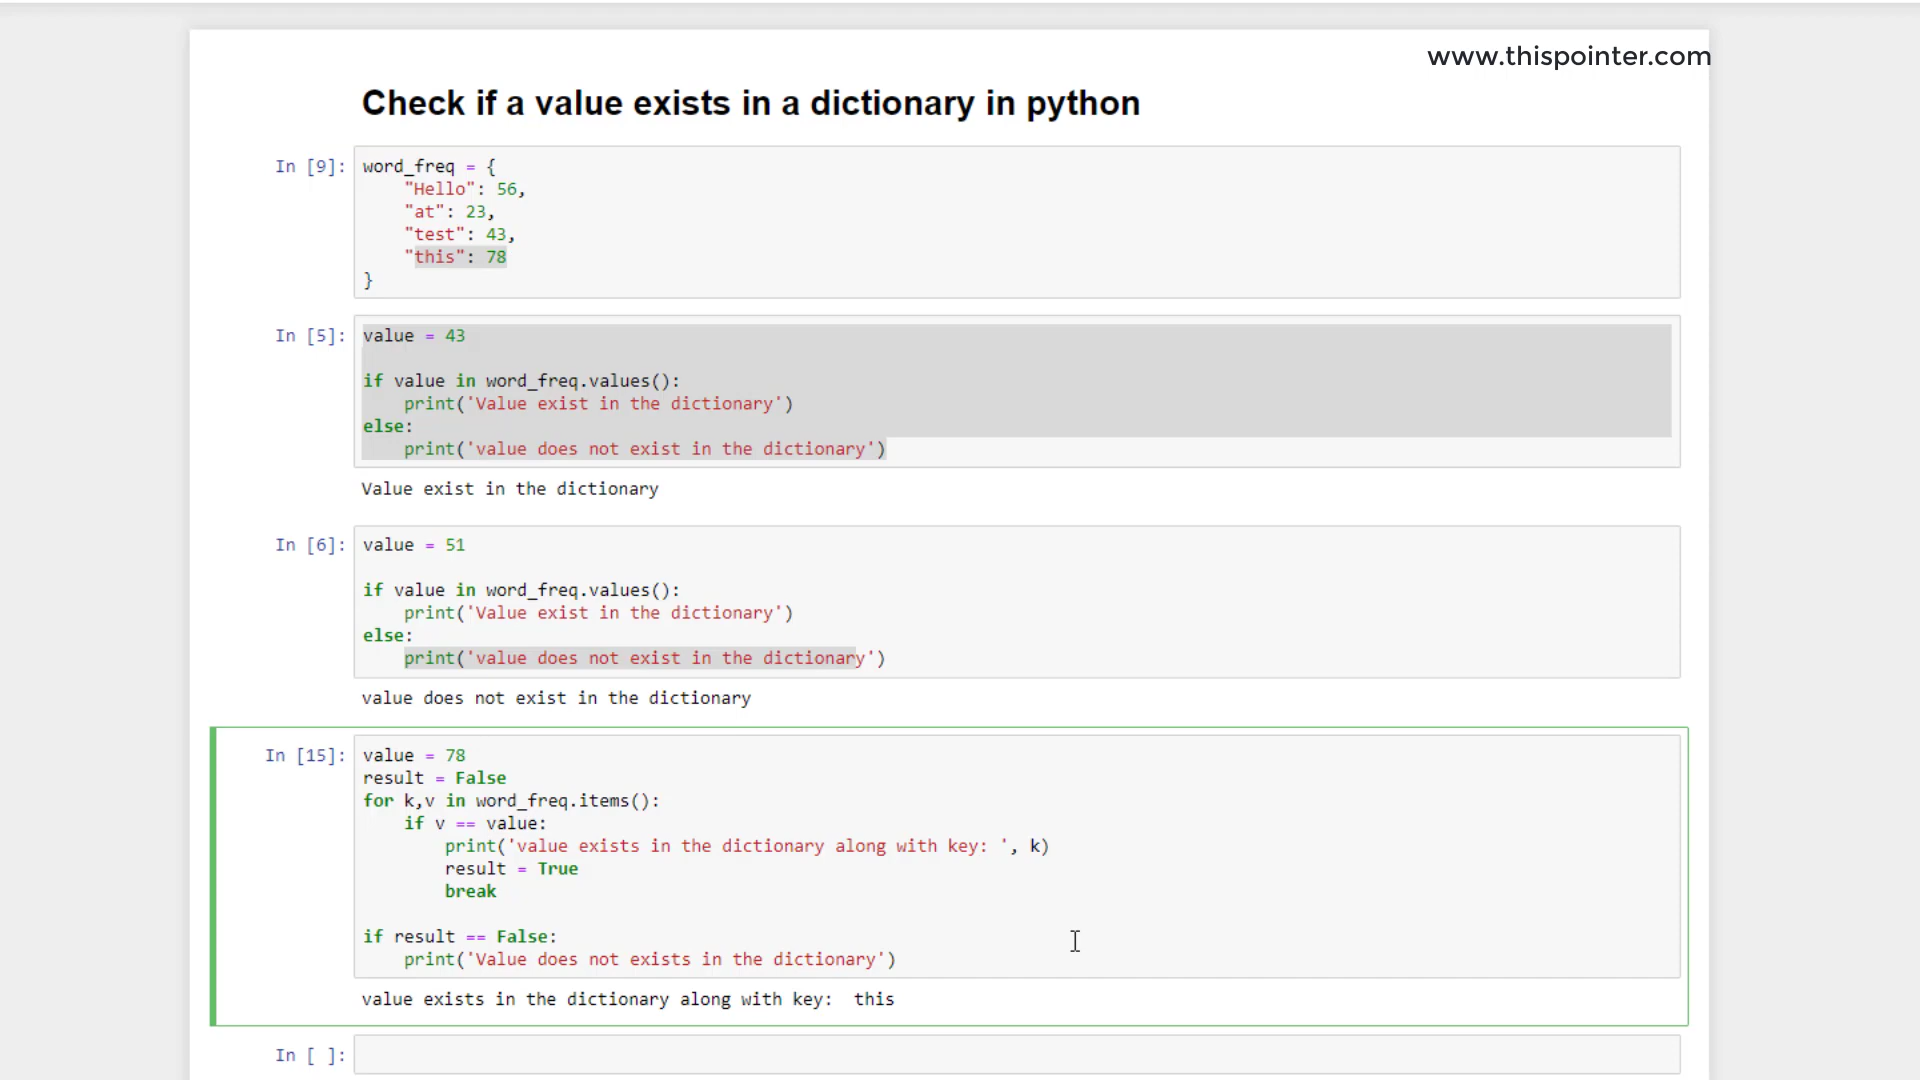 www.thispointer.com
Check if a value exists in a dictionary in python
In [9]: word_freq = {
    "Hello": 56,
    "at": 23,
    "test": 43,
    "this": 78
}
In [5]: value = 43
if value in word_freq.values():
    print('Value exist in the dictionary')
else:
    print('value does not exist in the dictionary')
Value exist in the dictionary
In [6]: value = 51
if value in word_freq.values():
    print('Value exist in the dictionary')
else:
    print('value does not exist in the dictionary')
value does not exist in the dictionary
In [15]: value = 78
result = False
for k,v in word_freq.items():
    if v == value:
        print('value exists in the dictionary along with key: ', k)
        result = True
        break
if result == False:
    print('Value does not exists in the dictionary')
value exists in the dictionary along with key:  this
In [ ]: